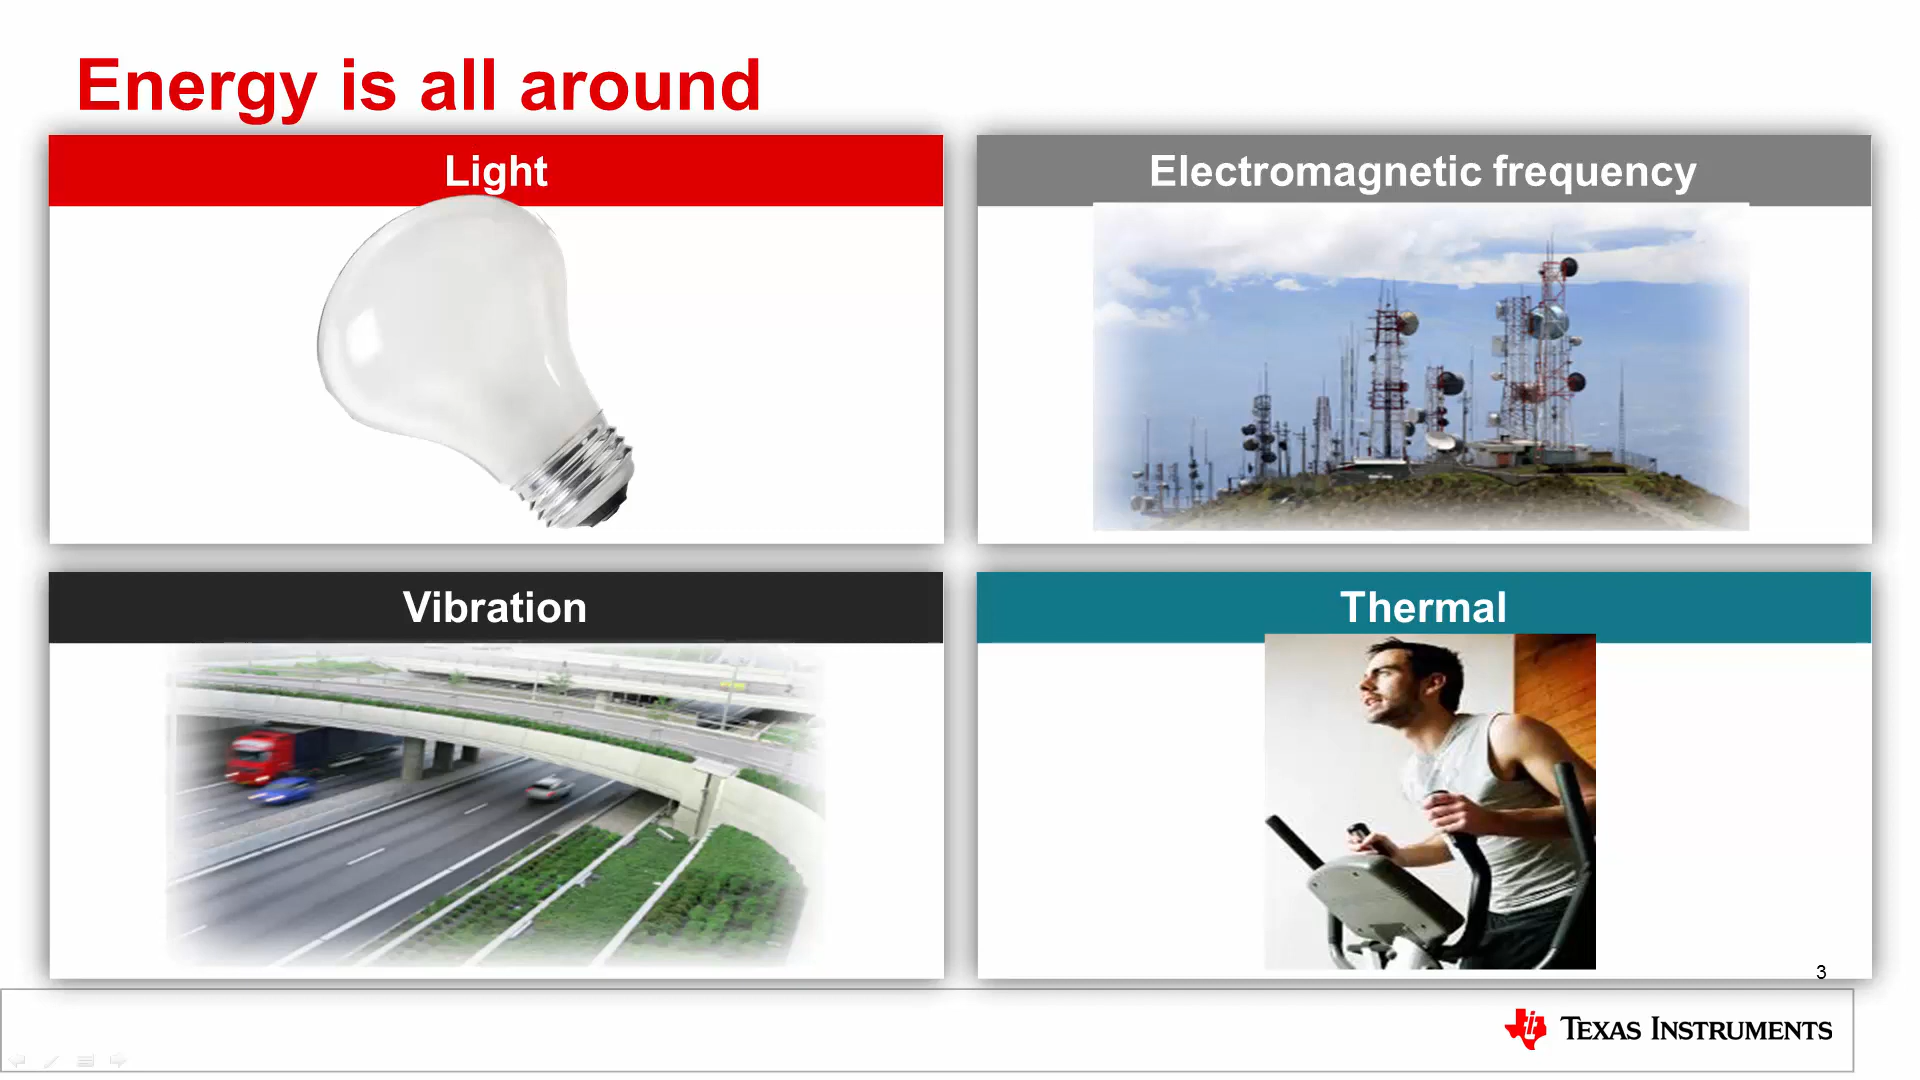 Energy is all around
Light
Electromagnetic frequency
Vibration
Thermal
3
TEXAS INSTRUMENTS